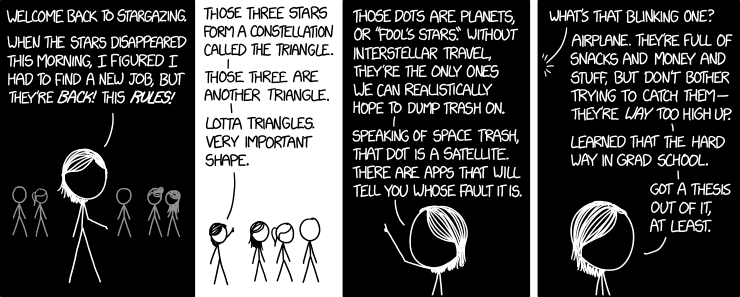 WELCOME BACK TO STARGAZING.
WHEN THE STARS DISAPPEARED
THIS MORNING, I FIGURED I
HAD TO FIND A NEW JOB, BUT
THEY'RE BACK! THIS RULES!
THOSE THREE STARS
FORM A CONSTELLATION
CALLED THE TRIANGLE.
THOSE THREE ARE
ANOTHER TRIANGLE.
LOTTA TRIANGLES.
VERY IMPORTANT
SHAPE.
THOSE DOTS ARE PLANETS,
OR "FOOL'S STARS." WITHOUT
INTERSTELLAR TRAVEL,
THEY'RE THE ONLY ONES
WE CAN REALISTICALLY
HOPE TO DUMP TRASH ON.
SPEAKING OF SPACE TRASH,
THAT DOT IS A SATELLITE.
THERE ARE APPS THAT WILL
TELL YOU WHOSE FAULT IT IS.
WHAT'S THAT BLINKING ONE?
AIRPLANE. THEY'RE FULL OF
SNACKS AND MONEY AND
STUFF, BUT DON'T BOTHER
TRYING TO CATCH THEM—
THEY'RE WAY TOO HIGH UP.
LEARNED THAT THE HARD
WAY IN GRAD SCHOOL.
GOT A THESIS
OUT OF IT,
AT LEAST.